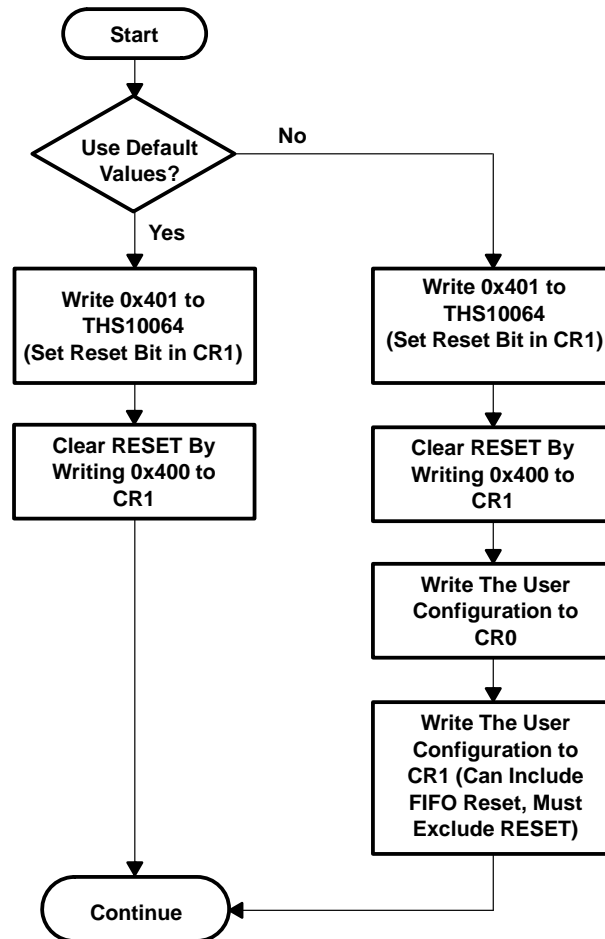 Start
Use Default
Values?
No
Yes
Write 0x401 to
THS10064
(Set Reset Bit in CR1)
Clear RESET By
Writing 0x400 to
CR1
Write 0x401 to
THS10064
(Set Reset Bit in CR1)
Clear RESET By
Writing 0x400 to
CR1
Write The User
Configuration to
CR0
Write The User
Configuration to
CR1 (Can Include
FIFO Reset, Must
Exclude RESET)
Continue